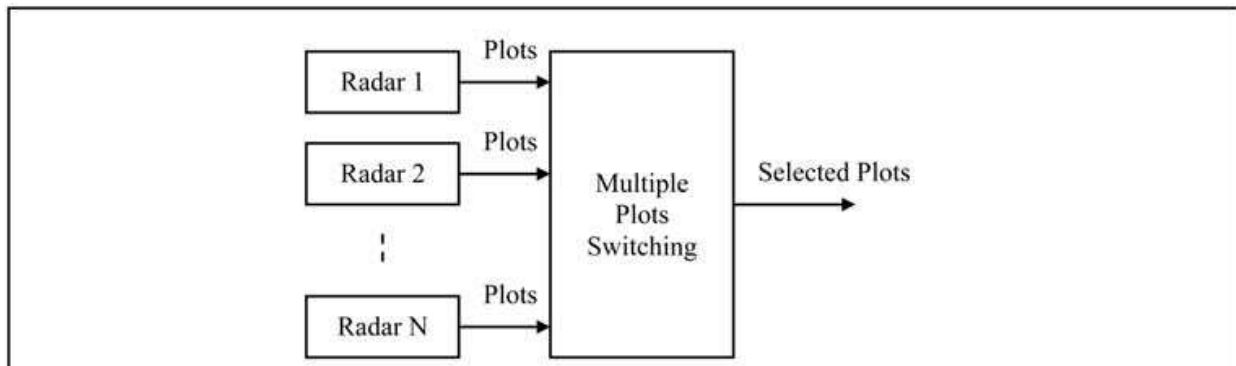 Plots
Radar 1
Plots
Radar 2
Multiple
Plots
Switching
Selected Plots
Plots
Radar N